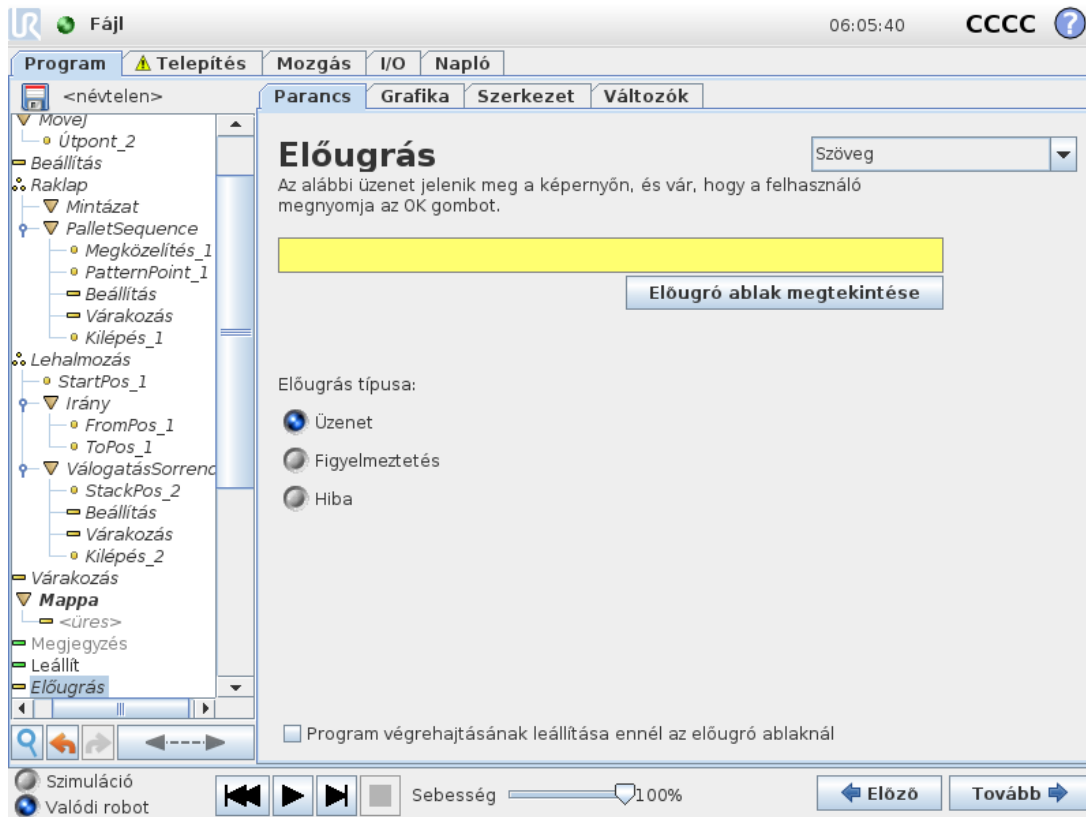 Fájl
06:05:40
CCCC
?
Program
Telepítés
Mozgás
I/O
Napló
<névtelen>
Parancs
Grafika
Szerkezet
Változók
MoveJ
Útpont_2
Beállítás
Raklap
Mintázat
PalletSequence
Megközelítés_1
PatternPoint_1
Beállítás
Várakozás
Kilépés_1
Lehalmozás
StartPos_1
Irány
FromPos_1
ToPos_1
VálogatásSorrend
StackPos_2
Beállítás
Várakozás
Kilépés_2
Várakozás
Mappa
<üres>
Megjegyzés
Leállít
Előugrás
Előugrás
Szöveg
Az alábbi üzenet jelenik meg a képernyőn, és vár, hogy a felhasználó
megnyomja az OK gombot.
Előugró ablak megtekintése
Előugrás típusa:
Üzenet
Figyelmeztetés
Hiba
Program végrehajtásának leállítása ennél az előugró ablaknál
Szimuláció
Valódi robot
Sebesség
100%
Előző
Tovább